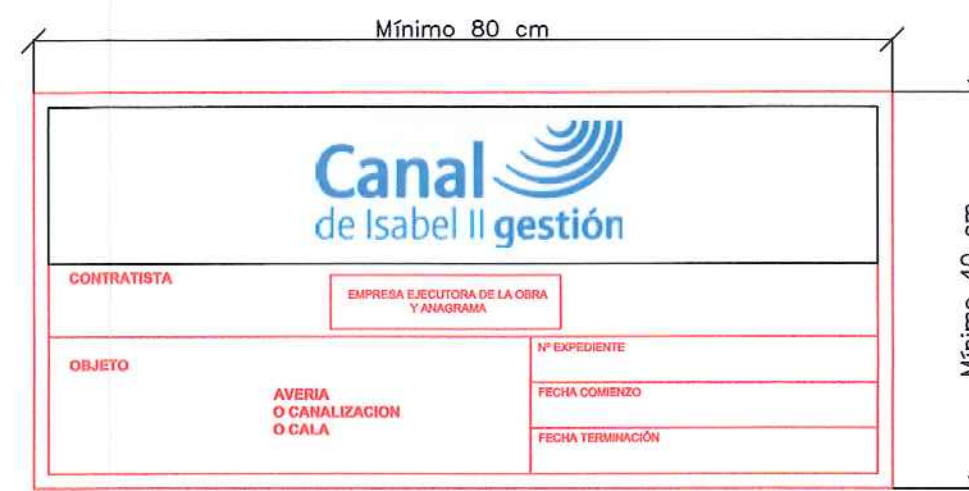 Mínimo 80 cm
Canal
de Isabel II gestión
CONTRATISTA
EMPRESA EJECUTORA DE LA OBRA
Y ANAGRAMA
OBJETO
AVERIA
O CANALIZACION
O CALA
Nº EXPEDIENTE
FECHA COMIENZO
FECHA TERMINACIÓN
Mínimo 40 cm